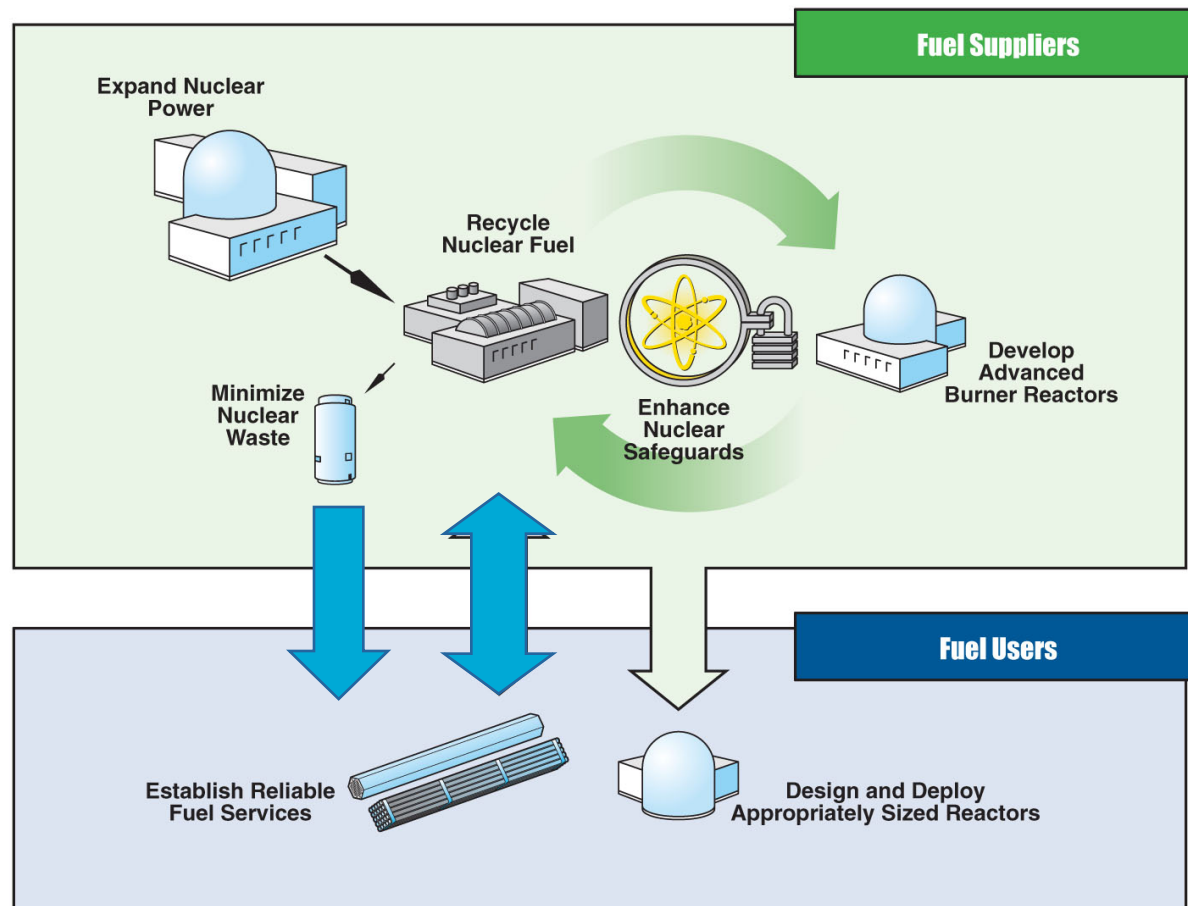 Fuel Suppliers
Expand Nuclear
Power
Recycle
Nuclear Fuel
Minimize
Nuclear
Waste
Enhance
Nuclear
Safeguards
Develop
Advanced
Burner Reactors
Fuel Users
Establish Reliable
Fuel Services
Design and Deploy
Appropriately Sized Reactors